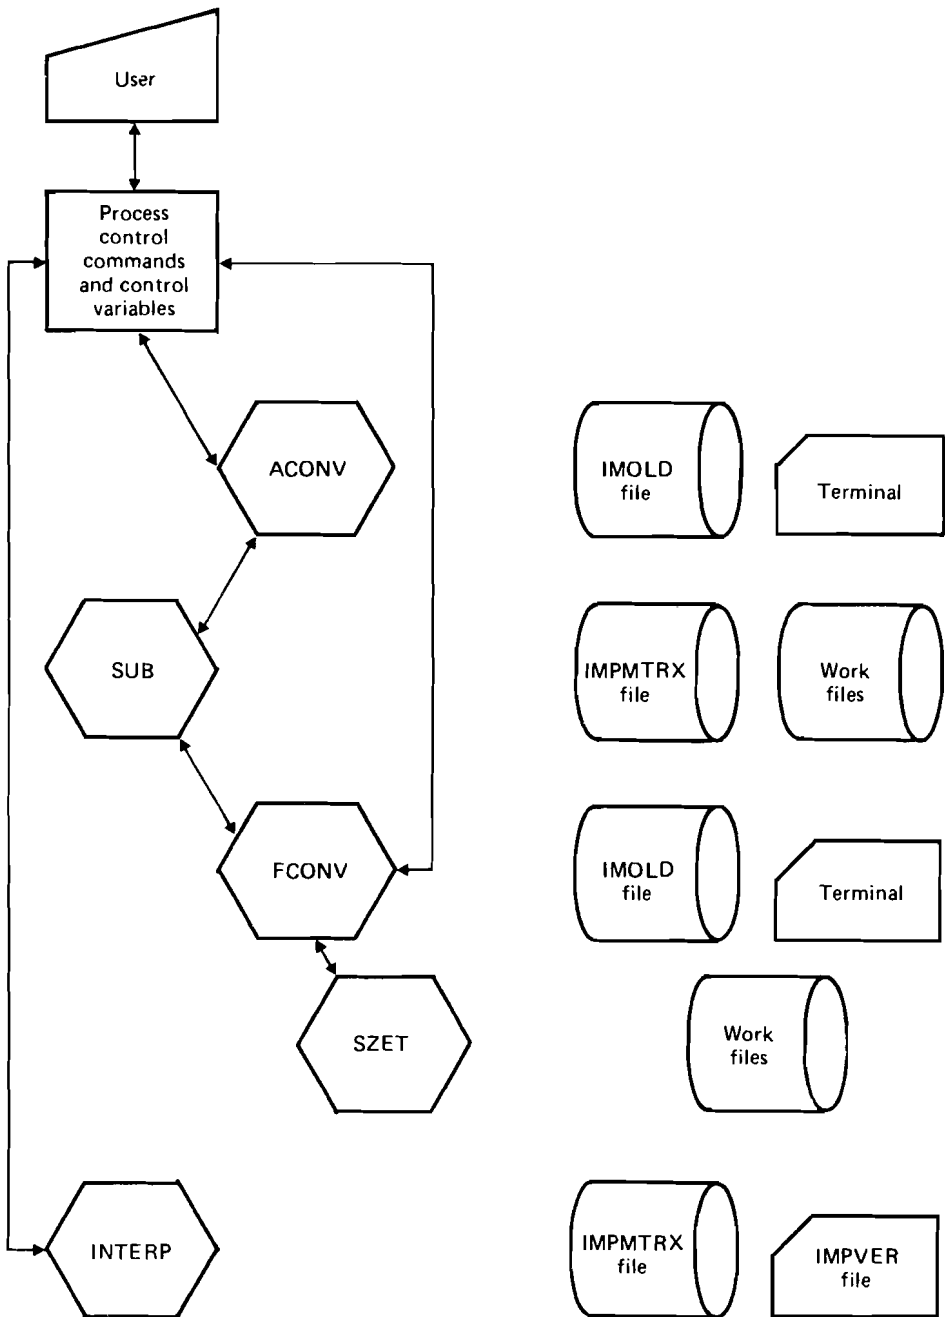 User
Process
control
commands
and control
variables
ACONV
IMOLD
file
Terminal
SUB
IMPMTRX
file
Work
files
FCONV
IMOLD
file
Terminal
SZET
Work
files
INTERP
IMPMTRX
file
IMPVER
file